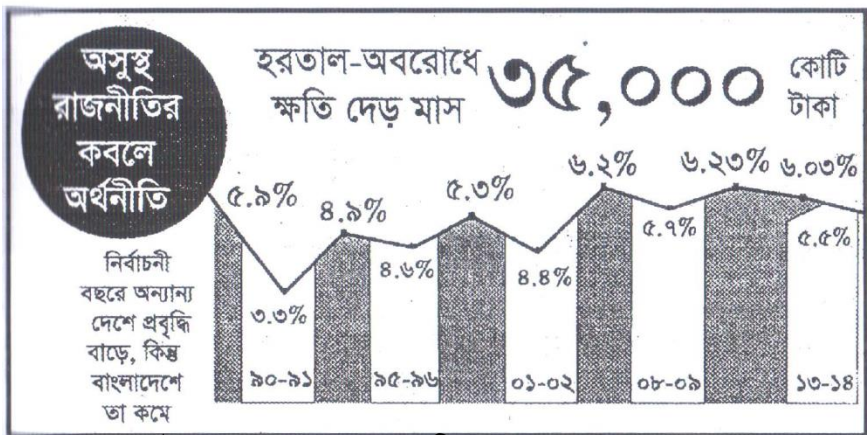 অসুস্থ
রাজনীতির
কবলে
অর্থনীতি
হরতাল-অবরোধে
ক্ষতি দেড় মাস
৩৫,০০০
কোটি
টাকা
নির্বাচনী
বছরে অন্যান্য
দেশে প্রবৃদ্ধি
বাড়ে, কিন্তু
বাংলাদেশে
তা কমে
৫.৯%
৩.৩%
৪.৯%
৪.৬%
৫.৩%
৪.৪%
৬.২%
৫.৭%
৬.২৩%
৬.০৩%
৫.৫%
৯০-৯১
৯৫-৯৬
০১-০২
০৮-০৯
১৩-১৪